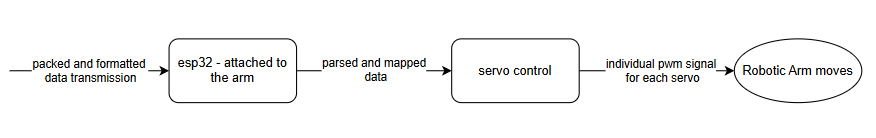 packed and formatted
data transmission
esp32 - attached to
the arm
parsed and mapped
data
servo control
individual pwm signal
for each servo
Robotic Arm moves